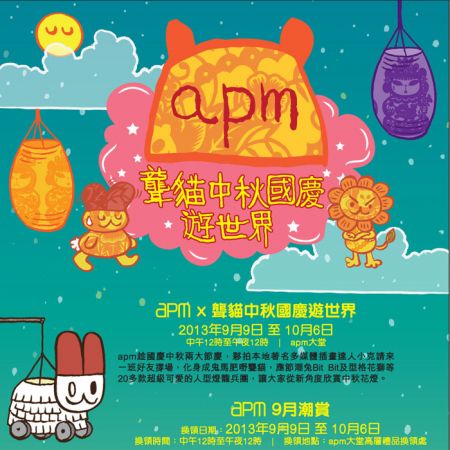 apm
聾貓中秋國慶
遊世界
apm x 聾貓中秋國慶遊世界
2013年9月9日 至 10月6日
中午12時至午夜12時 | apm大堂
apm趁國慶中秋兩大節慶，夥拍本地著名多媒體插畫達人小克請來
一班好友撐場，化身成鬼馬肥嘢聾貓，應節潮兔Bit Bit及型格花獅等
20多款超級可愛的人型燈籠兵團，讓大家從新角度欣賞中秋花燈。
apm 9月潮賞
換領日期：2013年9月9日 至 10月6日
換領時間：中午12時至午夜12時 | 換領地點：apm大堂高層禮品換領處